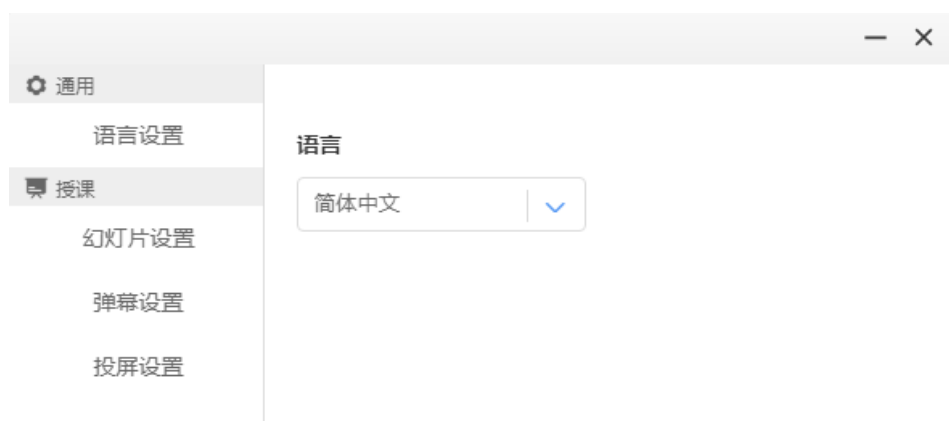 通用
语言设置
授课
幻灯片设置
弹幕设置
投屏设置
语言
简体中文